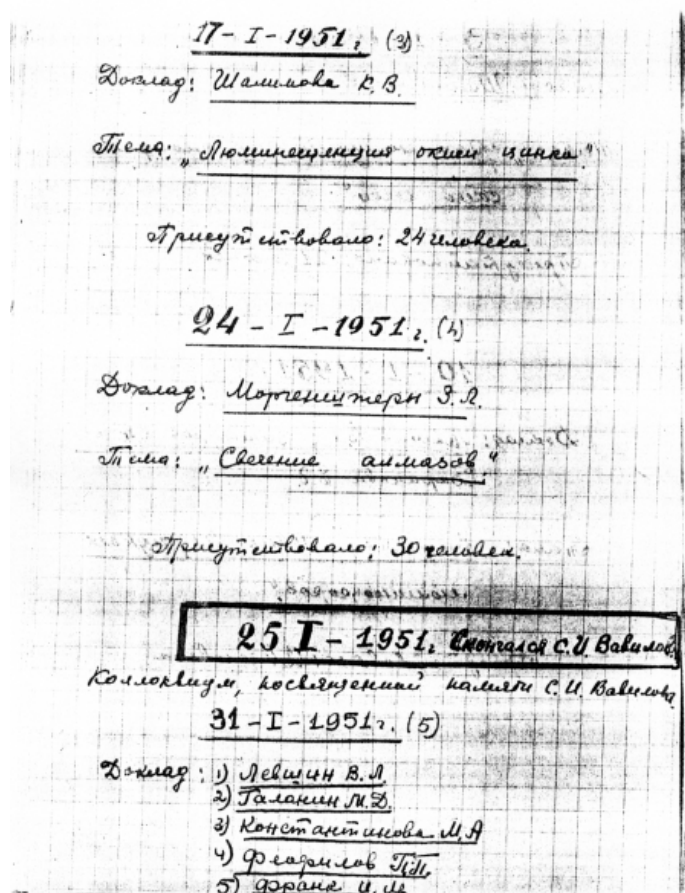 17 - I - 1951 г. (3)
Доклад: Шалимова К.В.
Тема: „Люминесценция окиси цинка"
Присутствовало: 24 человека.
24 - I - 1951 г. (4)
Доклад: Моргенштерн З.Л.
Тема: „Свечение алмазов"
Присутствовало: 30 человек.
25 I - 1951 г. Скончался С.И. Вавилов.
Коллоквиум, посвященный памяти С.И. Вавилова
31 - I - 1951 г. (5)
Доклад: 1) Левшин В.Л.
2) Галанин М.Д.
3) Константинова М.А
4) Феофилов П.П.
5) Франк И.М